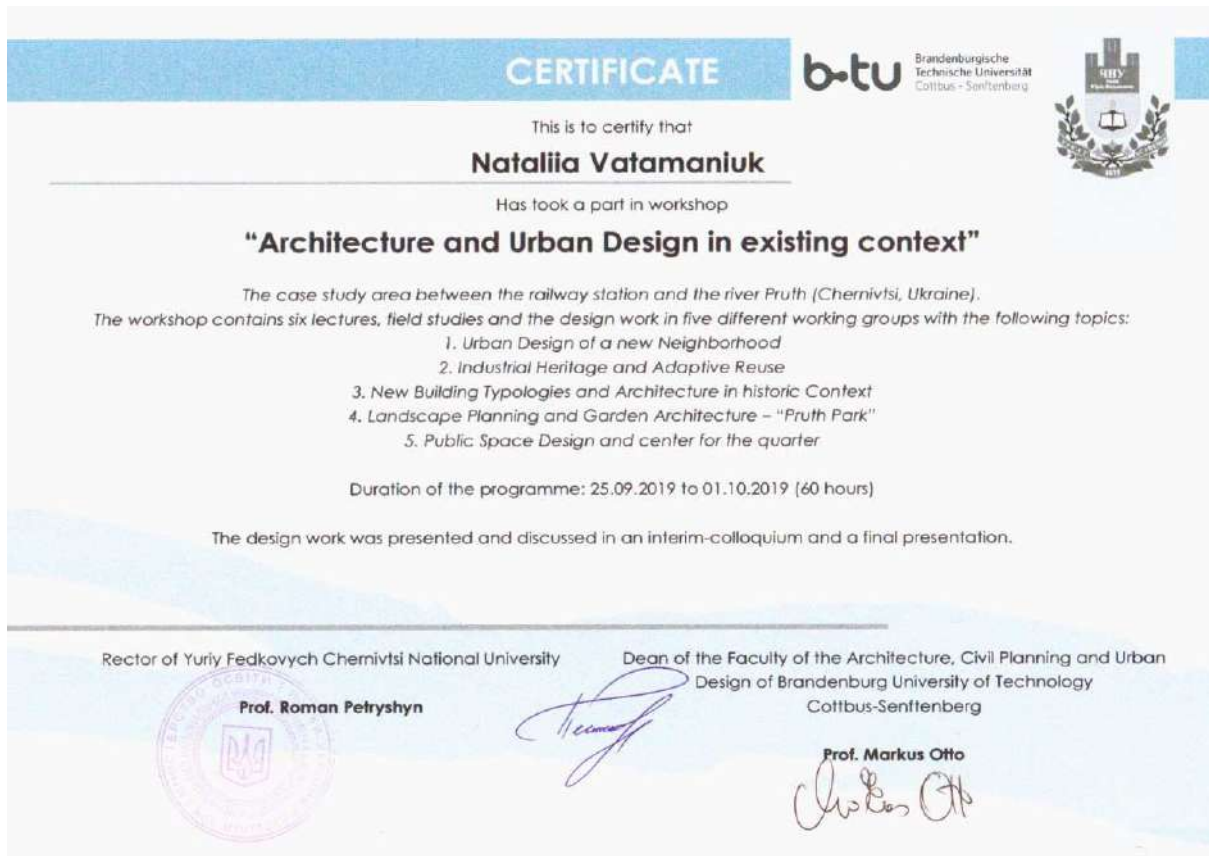 CERTIFICATE
b-tu
Brandenburgische
Technische Universität
Cottbus - Senftenberg
ЧНУ
This is to certify that
Nataliia Vatamaniuk
Has took a part in workshop
“Architecture and Urban Design in existing context”
The case study area between the railway station and the river Pruth (Chernivtsi, Ukraine).
The workshop contains six lectures, field studies and the design work in five different working groups with the following topics:
1. Urban Design of a new Neighborhood
2. Industrial Heritage and Adaptive Reuse
3. New Building Typologies and Architecture in historic Context
4. Landscape Planning and Garden Architecture – “Pruth Park”
5. Public Space Design and center for the quarter
Duration of the programme: 25.09.2019 to 01.10.2019 (60 hours)
The design work was presented and discussed in an interim-colloquium and a final presentation.
Rector of Yuriy Fedkovych Chernivtsi National University
Prof. Roman Petryshyn
Dean of the Faculty of the Architecture, Civil Planning and Urban
Design of Brandenburg University of Technology
Cottbus-Senftenberg
Prof. Markus Otto